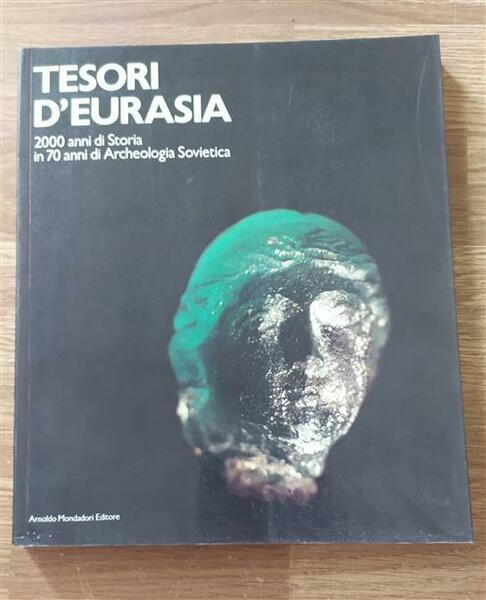 TESORI
D'EURASIA
2000 anni di Storia
in 70 anni di Archeologia Sovietica
Arnoldo Mondadori Editore